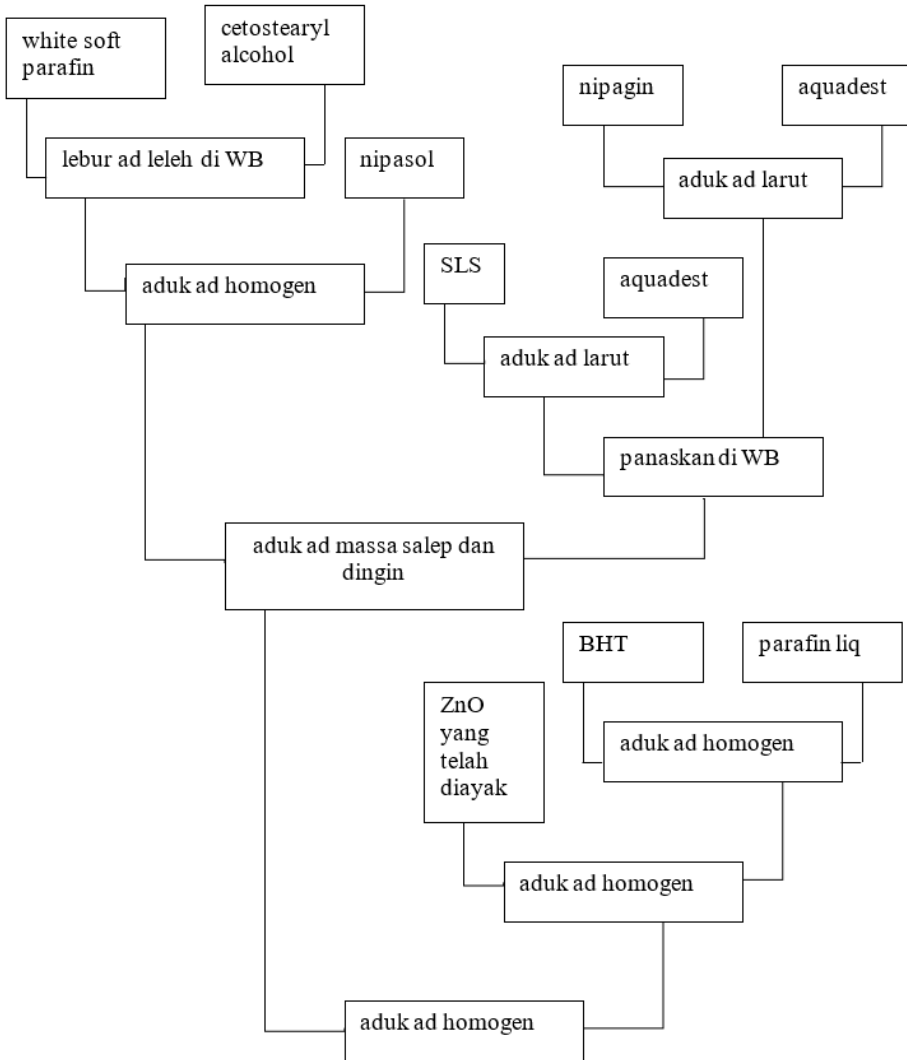 white soft
parafin
cetostearyl
alcohol
nipagin
aquadest
lebur ad leleh di WB
nipasol
aduk ad larut
SLS
aquadest
aduk ad homogen
aduk ad larut
panaskan di WB
aduk ad massa salep dan
dingin
BHT
parafin liq
ZnO
yang
telah
diayak
aduk ad homogen
aduk ad homogen
aduk ad homogen